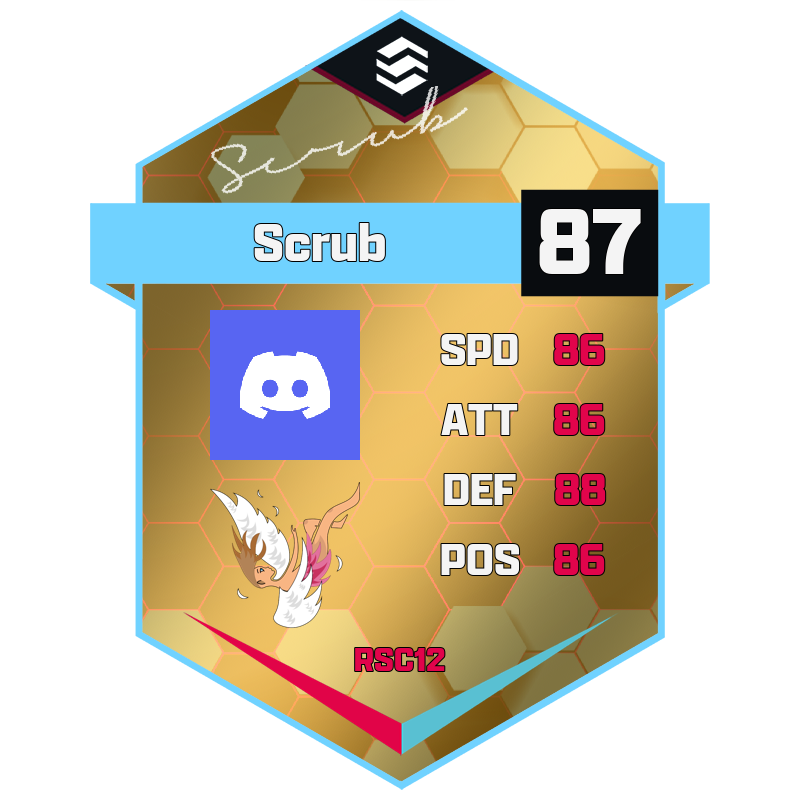 Scrub
Scrub 87
SPD 86
ATT 86
DEF 88
POS 86
RSC12